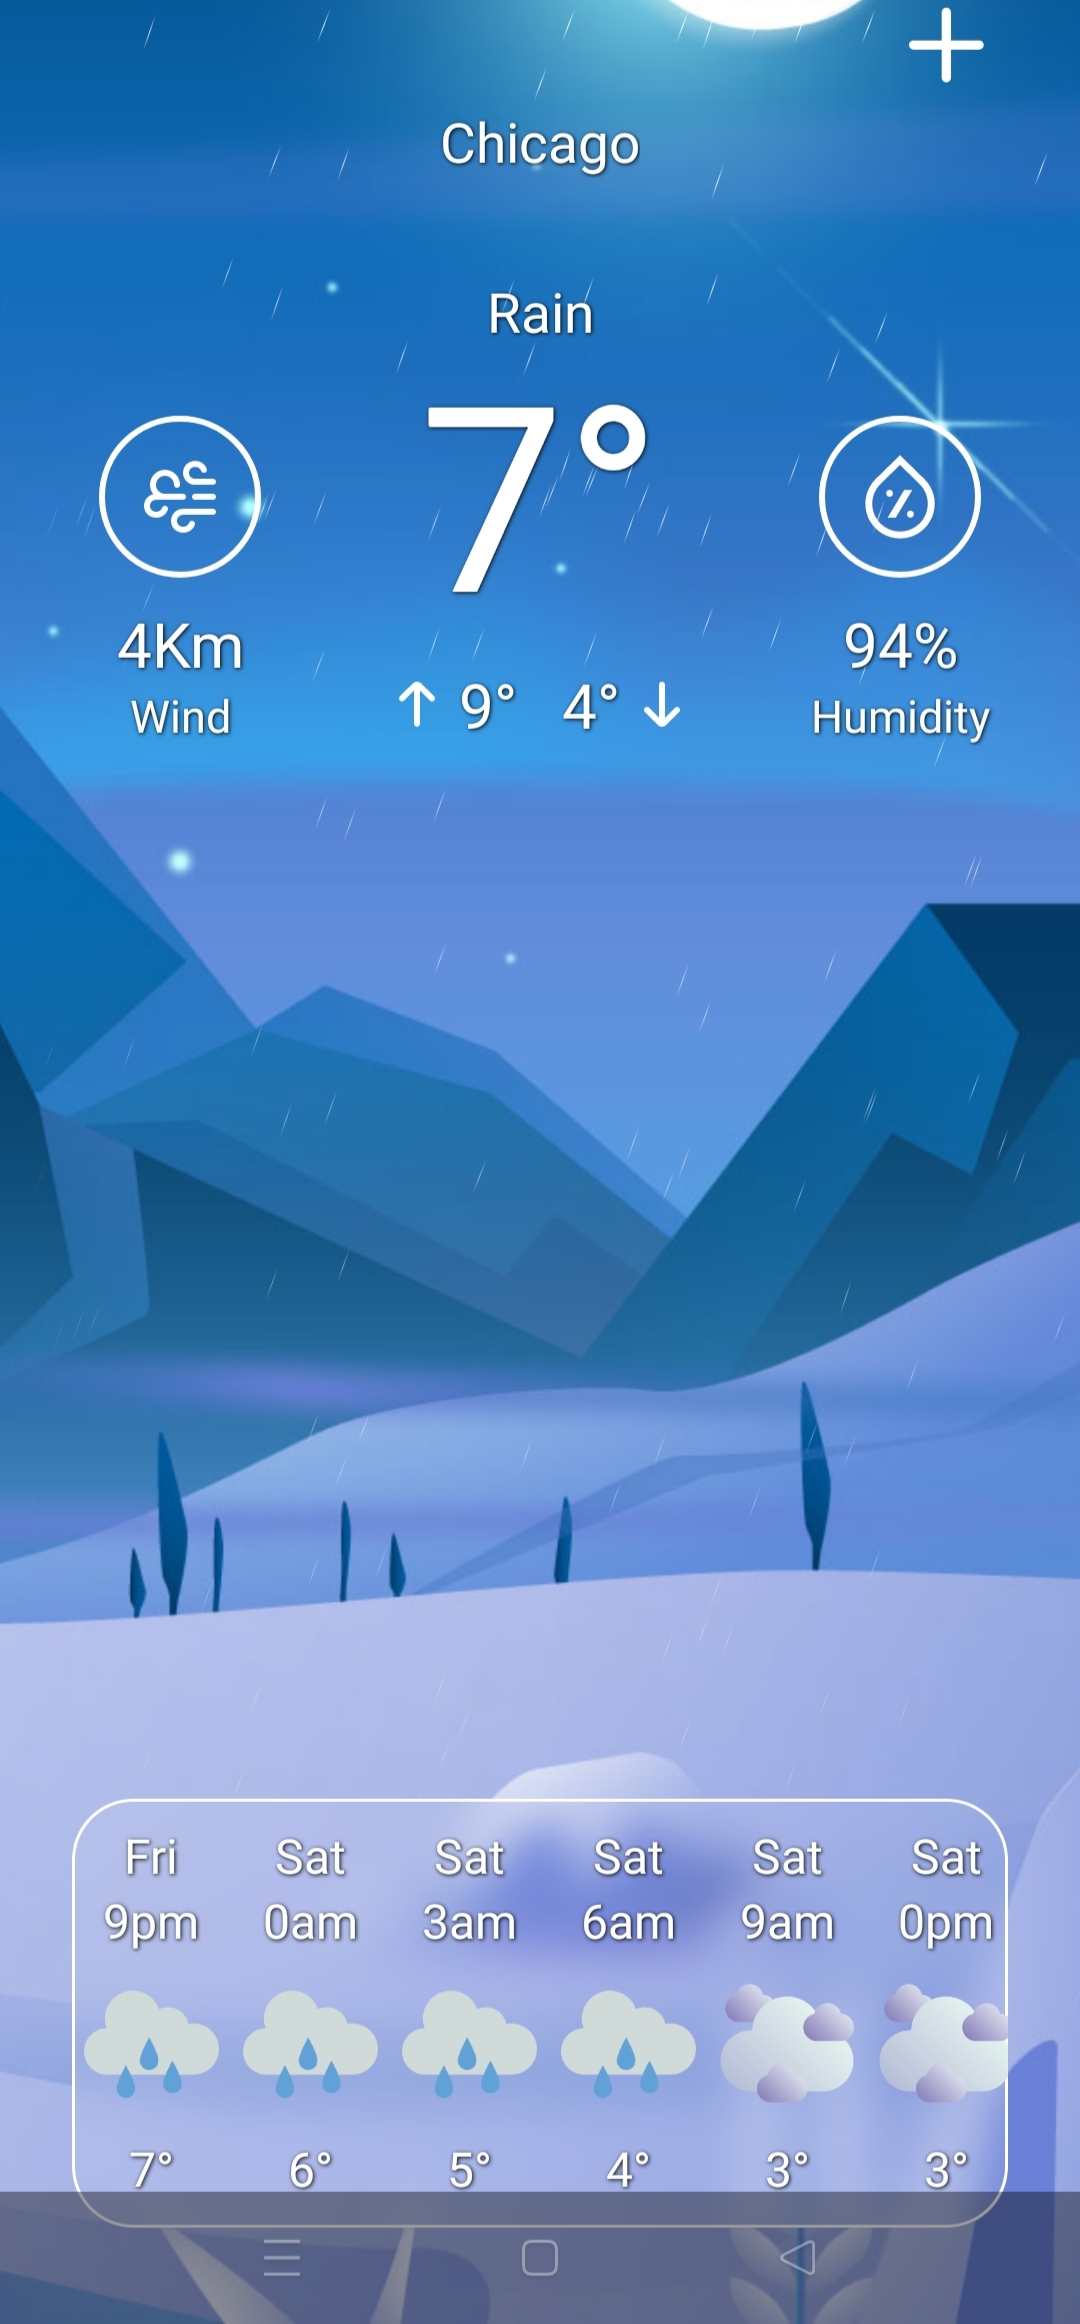 Chicago
Rain
7°
4Km
Wind
↑ 9° 4° ↓
94%
Humidity
Fri Sat Sat Sat Sat Sat
9pm 0am 3am 6am 9am 0pm
7° 6° 5° 4° 3° 3°